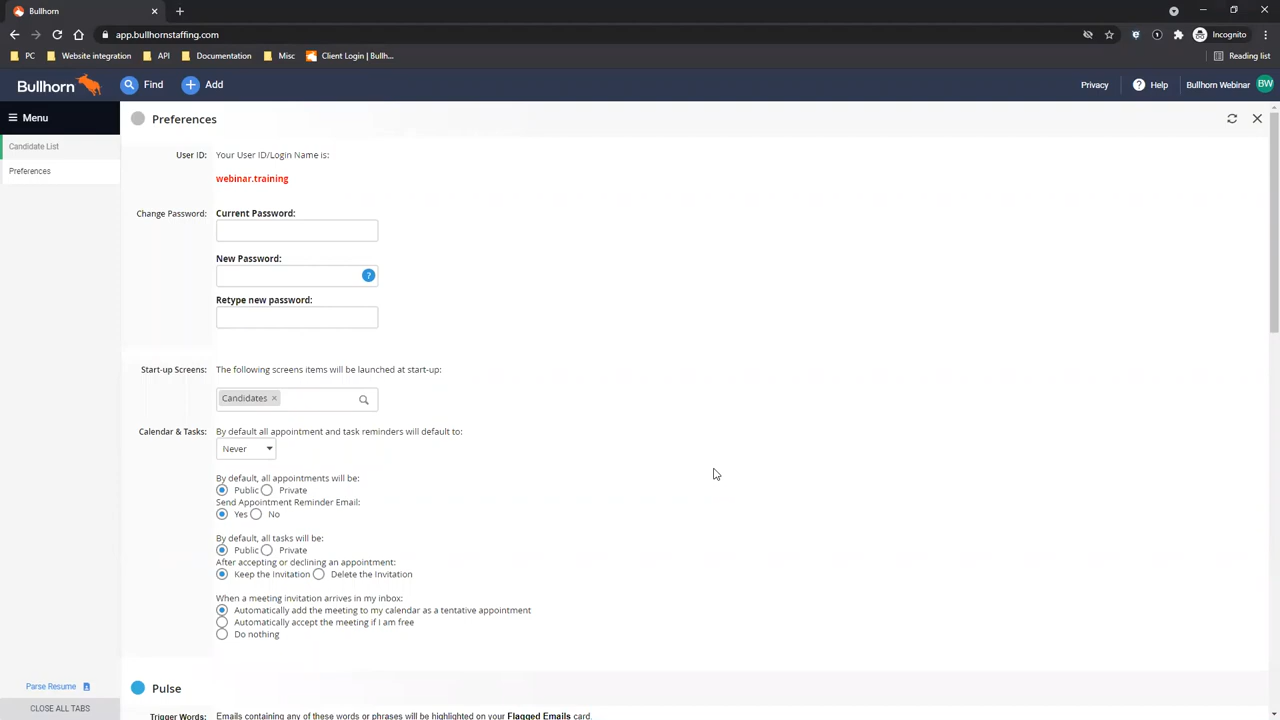 Bullhorn
app.bullhornstaffing.com
Incognito
PC
Website integration
API
Documentation
Misc
Client Login | Bullh...
Reading list
Bullhorn
Find
Add
Privacy
Help
Bullhorn Webinar
BW
Menu
Candidate List
Preferences
Preferences
User ID:
Your User ID/Login Name is:
webinar.training
Change Password:
Current Password:
New Password:
?
Retype new password:
Start-up Screens:
The following screens items will be launched at start-up:
Candidates ×
Calendar & Tasks:
By default all appointment and task reminders will default to:
Never
By default, all appointments will be:
Public Private
Send Appointment Reminder Email:
Yes No
By default, all tasks will be:
Public Private
After accepting or declining an appointment:
Keep the Invitation Delete the Invitation
When a meeting invitation arrives in my inbox:
Automatically add the meeting to my calendar as a tentative appointment
Automatically accept the meeting if I am free
Do nothing
Pulse
Trigger Words:
Emails containing any of these words or phrases will be highlighted on your Flagged Emails card.
Parse Resume
CLOSE ALL TABS